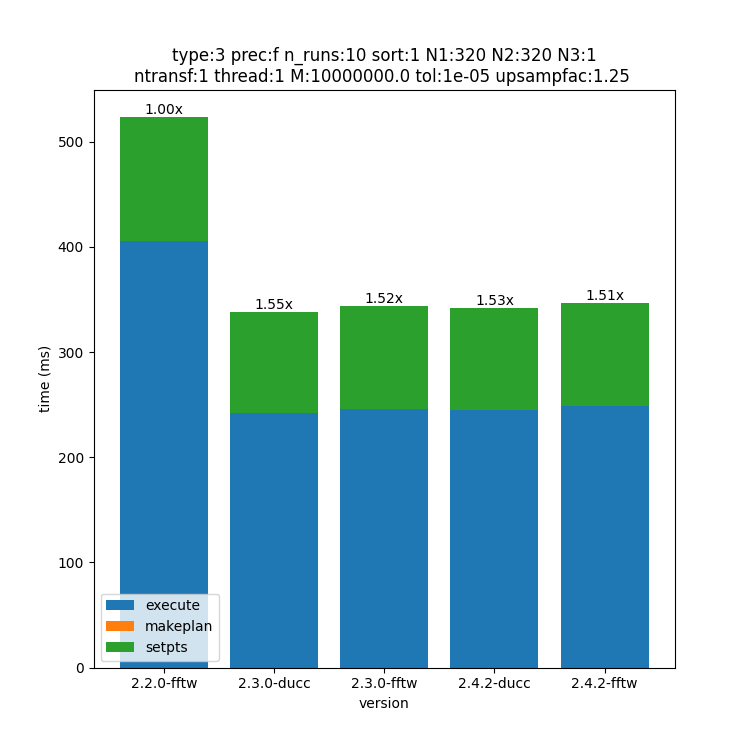 type:3 prec:f n_runs:10 sort:1 N1:320 N2:320 N3:1
ntransf:1 thread:1 M:10000000.0 tol:1e-05 upsampfac:1.25
1.00x
1.55x
1.52x
1.53x
1.51x
500
400
300
200
100
0
time (ms)
execute
makeplan
setpts
2.2.0-fftw
2.3.0-ducc
2.3.0-fftw
2.4.2-ducc
2.4.2-fftw
version